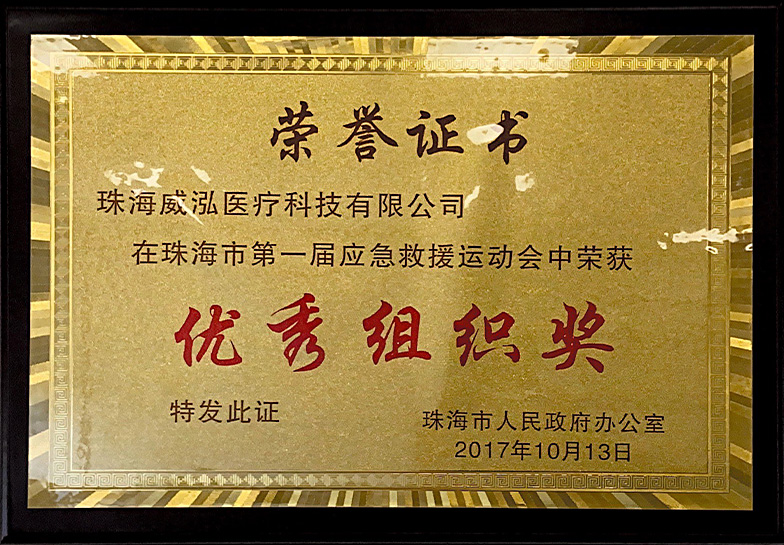 荣誉证书
珠海威泓医疗科技有限公司
在珠海市第一届应急救援运动会中荣获
优秀组织奖
特发此证
珠海市人民政府办公室
2017年10月13日